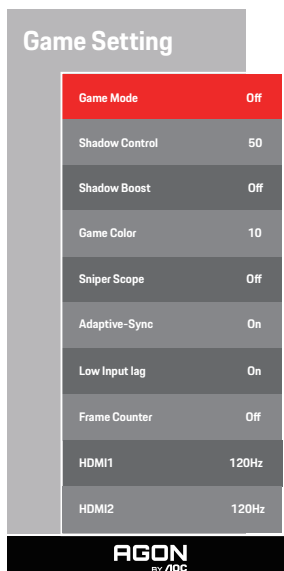 Game Setting
Game Mode Off
Shadow Control 50
Shadow Boost Off
Game Color 10
Sniper Scope Off
Adaptive-Sync On
Low Input lag On
Frame Counter Off
HDMI1 120Hz
HDMI2 120Hz
AGON
BY AOC